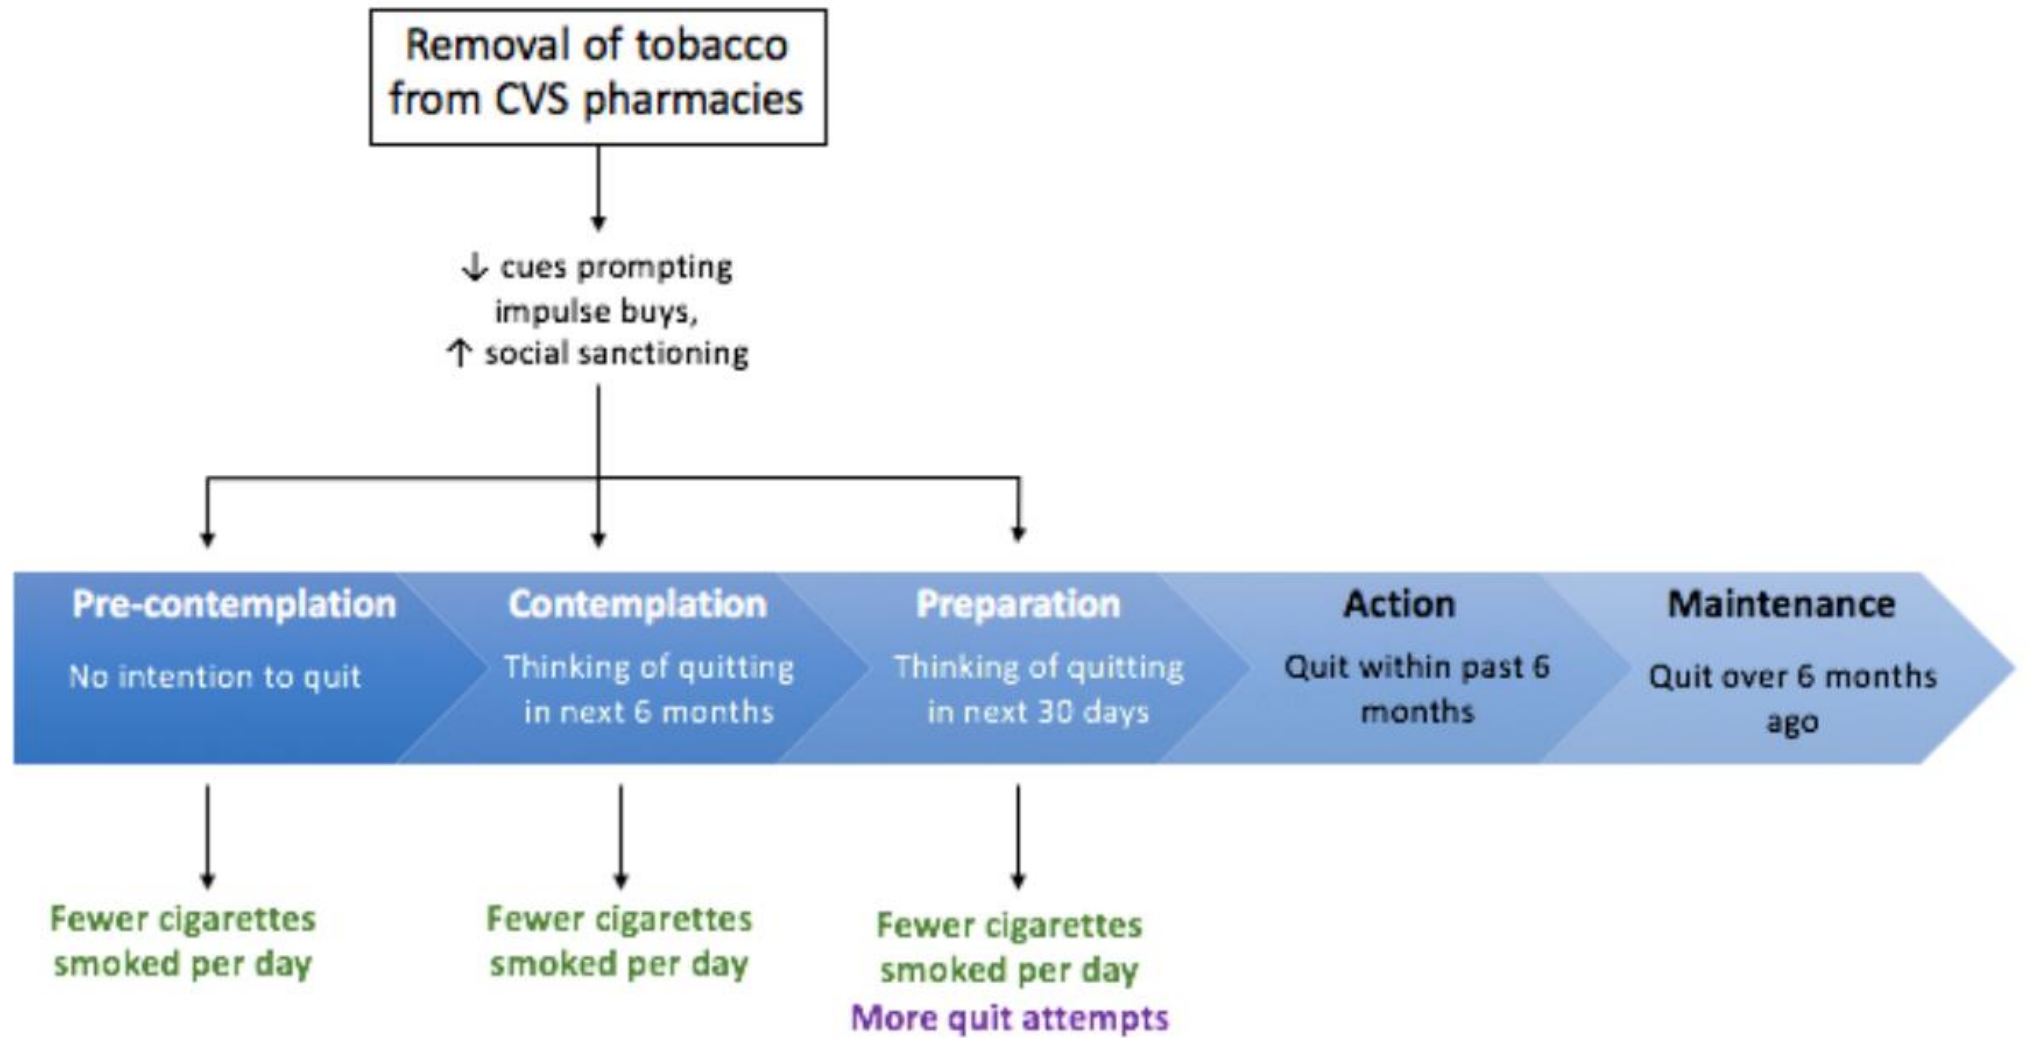 Removal of tobacco
from CVS pharmacies
↓ cues prompting
impulse buys,
↑ social sanctioning
Pre-contemplation
No intention to quit
Contemplation
Thinking of quitting
in next 6 months
Preparation
Thinking of quitting
in next 30 days
Action
Quit within past 6
months
Maintenance
Quit over 6 months
ago
Fewer cigarettes
smoked per day
Fewer cigarettes
smoked per day
Fewer cigarettes
smoked per day
More quit attempts